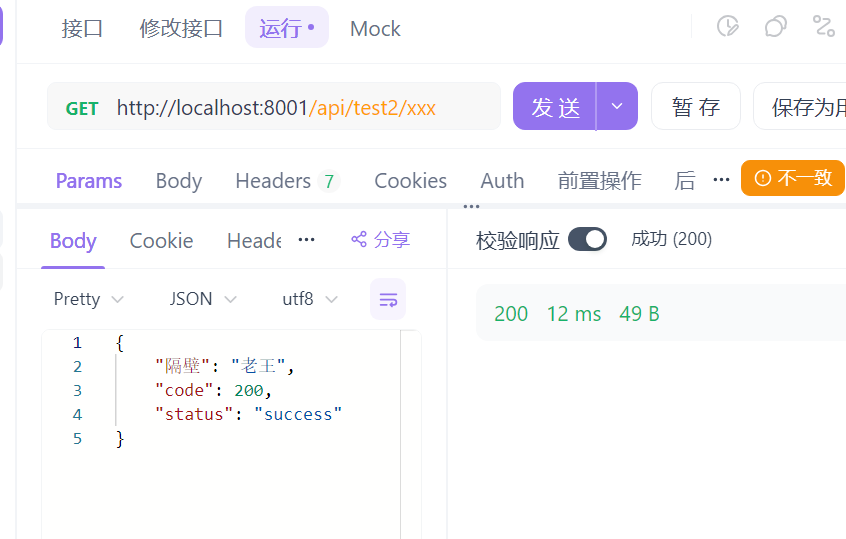 接口 修改接口 运行 Mock
GET http://localhost:8001/api/test2/xxx 发 送 暂 存 保存为用
Params Body Headers 7 Cookies Auth 前置操作 后 ··· 不一致
Body Cookie Heade ··· 分享
校验响应 成功 (200)
Pretty JSON utf8
200 12 ms 49 B
1 {
2 "隔壁": "老王",
3 "code": 200,
4 "status": "success"
5 }